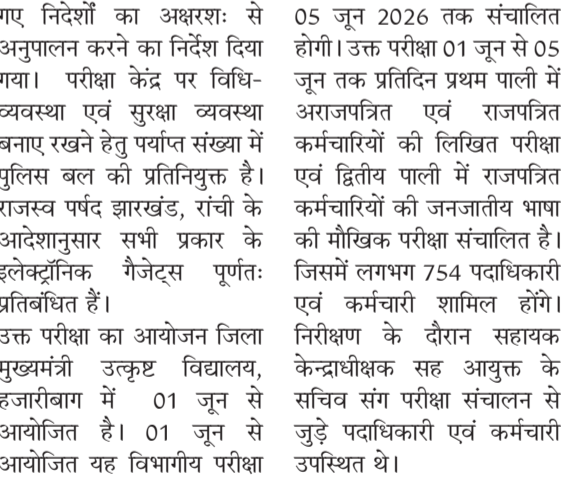 गए निर्देशों का अक्षरशः से
अनुपालन करने का निर्देश दिया
गया। परीक्षा केंद्र पर विधि-
व्यवस्था एवं सुरक्षा व्यवस्था
बनाए रखने हेतु पर्याप्त संख्या में
पुलिस बल की प्रतिनियुक्त है।
राजस्व पर्षद झारखंड, रांची के
आदेशानुसार सभी प्रकार के
इलेक्ट्रॉनिक गैजेट्स पूर्णतः
प्रतिबंधित हैं।
उक्त परीक्षा का आयोजन जिला
मुख्यमंत्री उत्कृष्ट विद्यालय,
हजारीबाग में 01 जून से
आयोजित है। 01 जून से
आयोजित यह विभागीय परीक्षा
05 जून 2026 तक संचालित
होगी। उक्त परीक्षा 01 जून से 05
जून तक प्रतिदिन प्रथम पाली में
अराजपत्रित एवं राजपत्रित
कर्मचारियों की लिखित परीक्षा
एवं द्वितीय पाली में राजपत्रित
कर्मचारियों की जनजातीय भाषा
की मौखिक परीक्षा संचालित है।
जिसमें लगभग 754 पदाधिकारी
एवं कर्मचारी शामिल होंगे।
निरीक्षण के दौरान सहायक
केन्द्राधीक्षक सह आयुक्त के
सचिव संग परीक्षा संचालन से
जुड़े पदाधिकारी एवं कर्मचारी
उपस्थित थे।